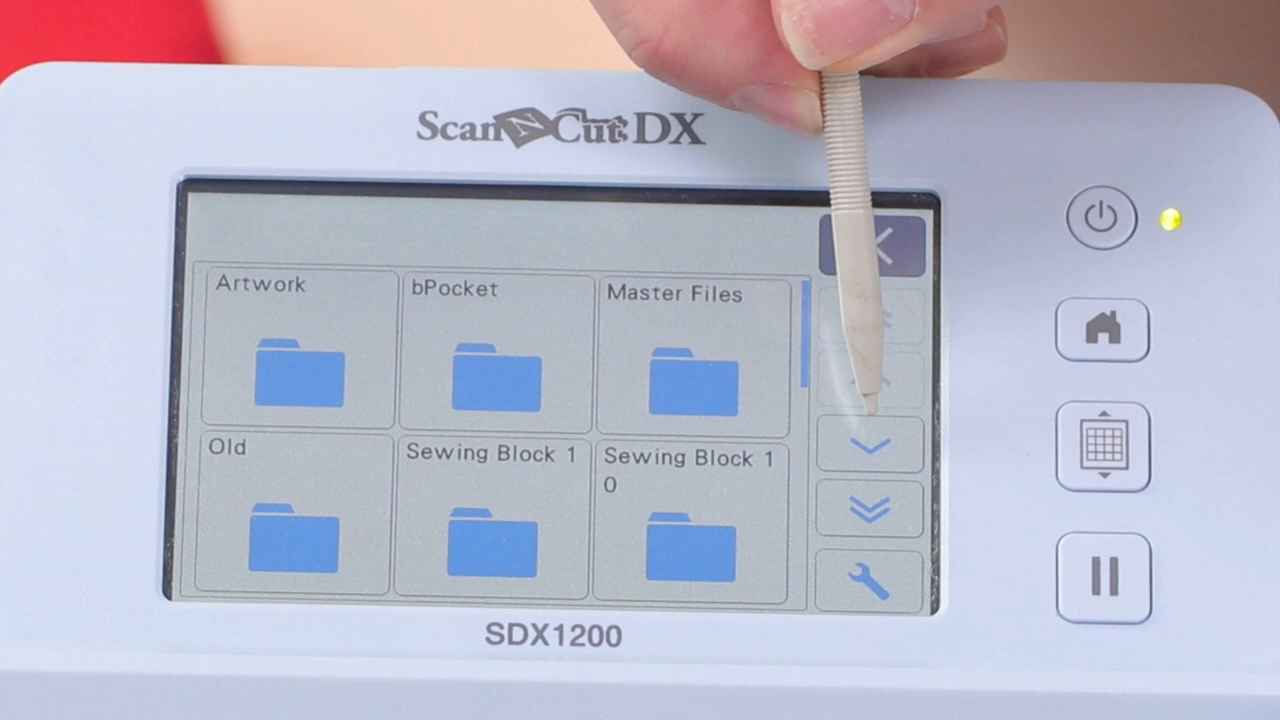 ScanNCut DX
Artwork
bPocket
Master Files
Old
Sewing Block 1
Sewing Block 1
0
SDX1200